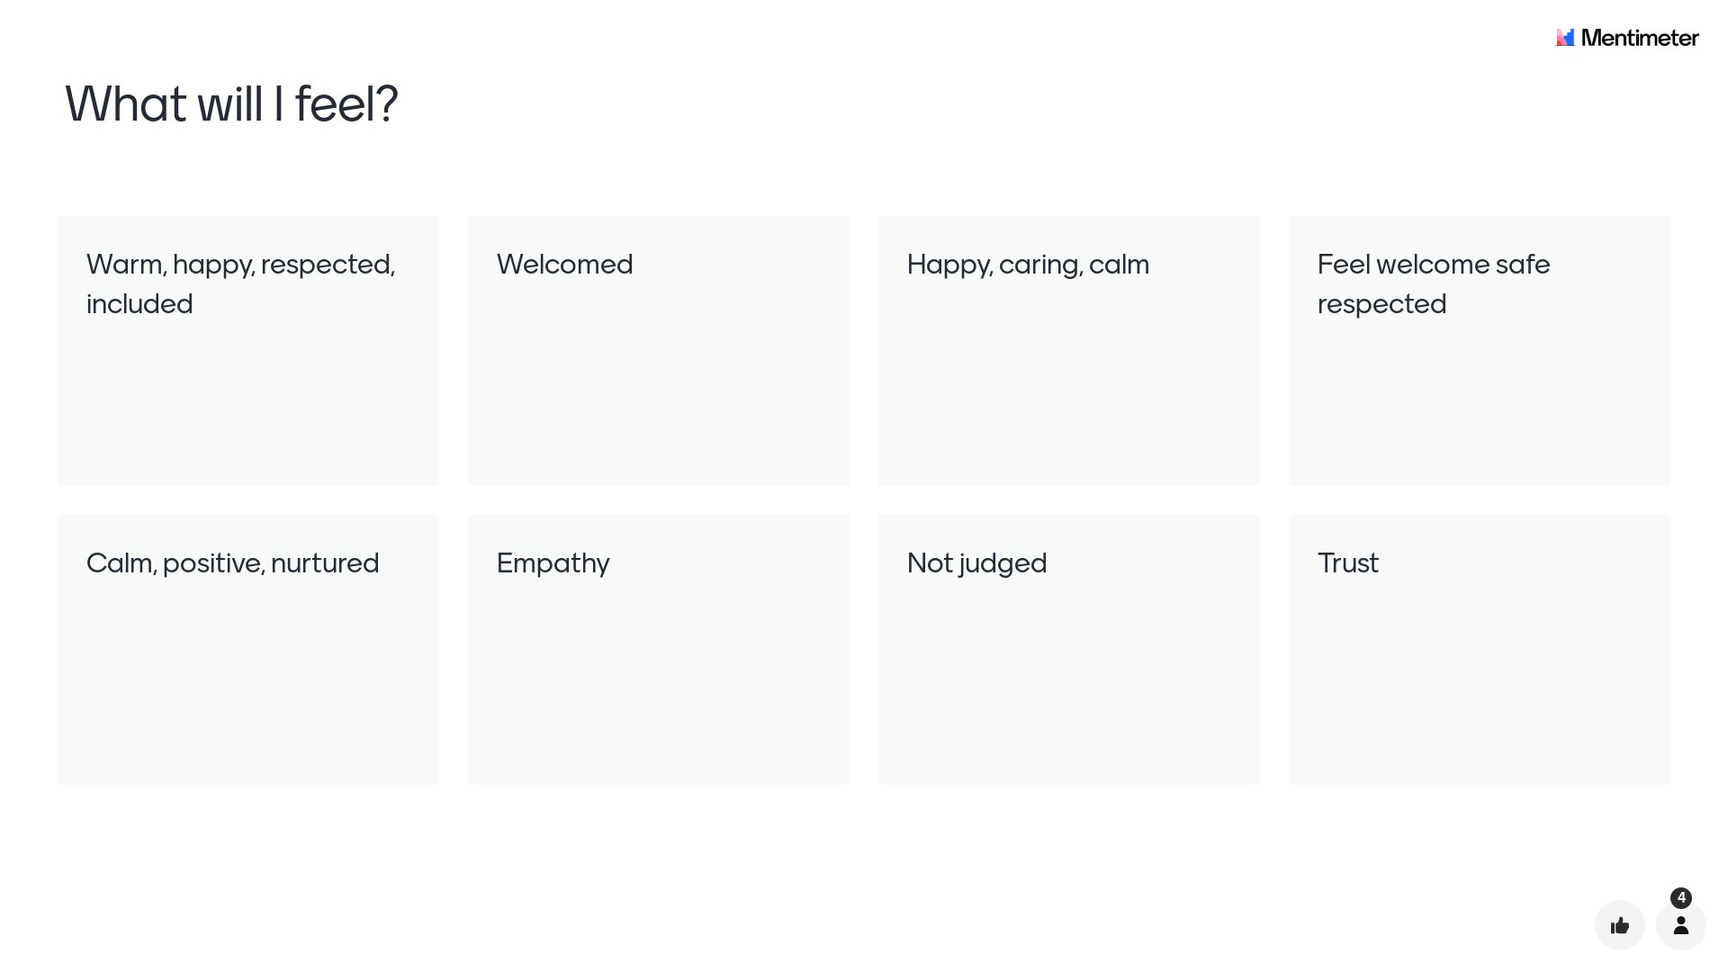 Mentimeter
What will I feel?
Warm, happy, respected,
included
Welcomed
Happy, caring, calm
Feel welcome safe
respected
Calm, positive, nurtured
Empathy
Not judged
Trust
4